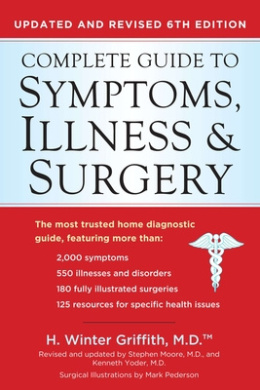 UPDATED AND REVISED 6TH EDITION
COMPLETE GUIDE TO
SYMPTOMS,
ILLNESS &
SURGERY
The most trusted home diagnostic
guide, featuring more than:
2,000 symptoms
550 illnesses and disorders
180 fully illustrated surgeries
125 resources for specific health issues
H. Winter Griffith, M.D.™
Revised and updated by Stephen Moore, M.D., and
Kenneth Yoder, M.D.
Surgical Illustrations by Mark Pederson